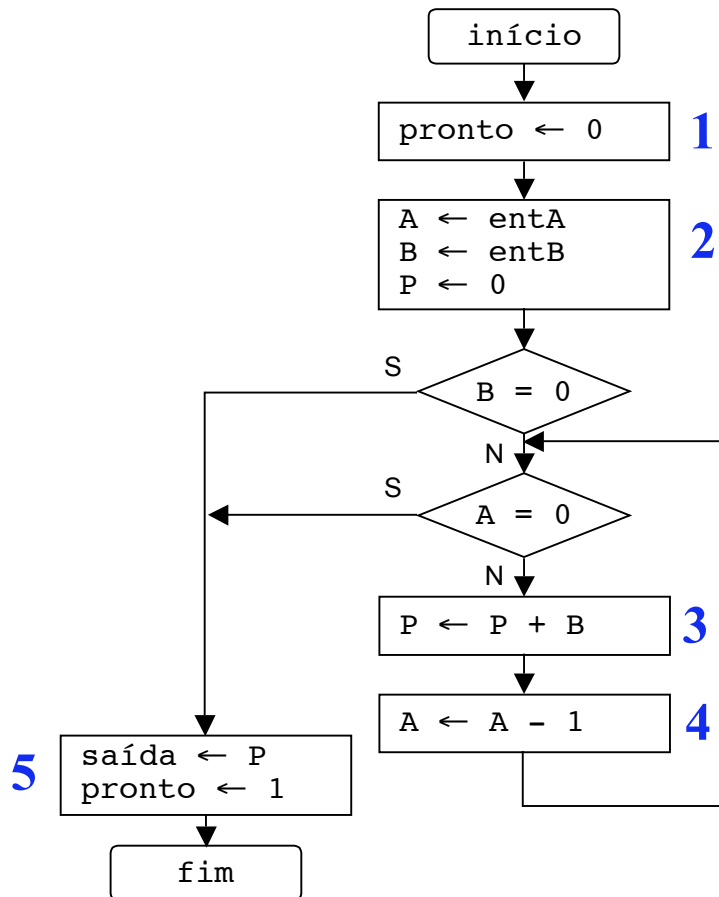 início
pronto ← 0
1
A ← entA
B ← entB
P ← 0
2
S
B = 0
N
S
A = 0
N
P ← P + B
3
A ← A - 1
4
5
saída ← P
pronto ← 1
fim